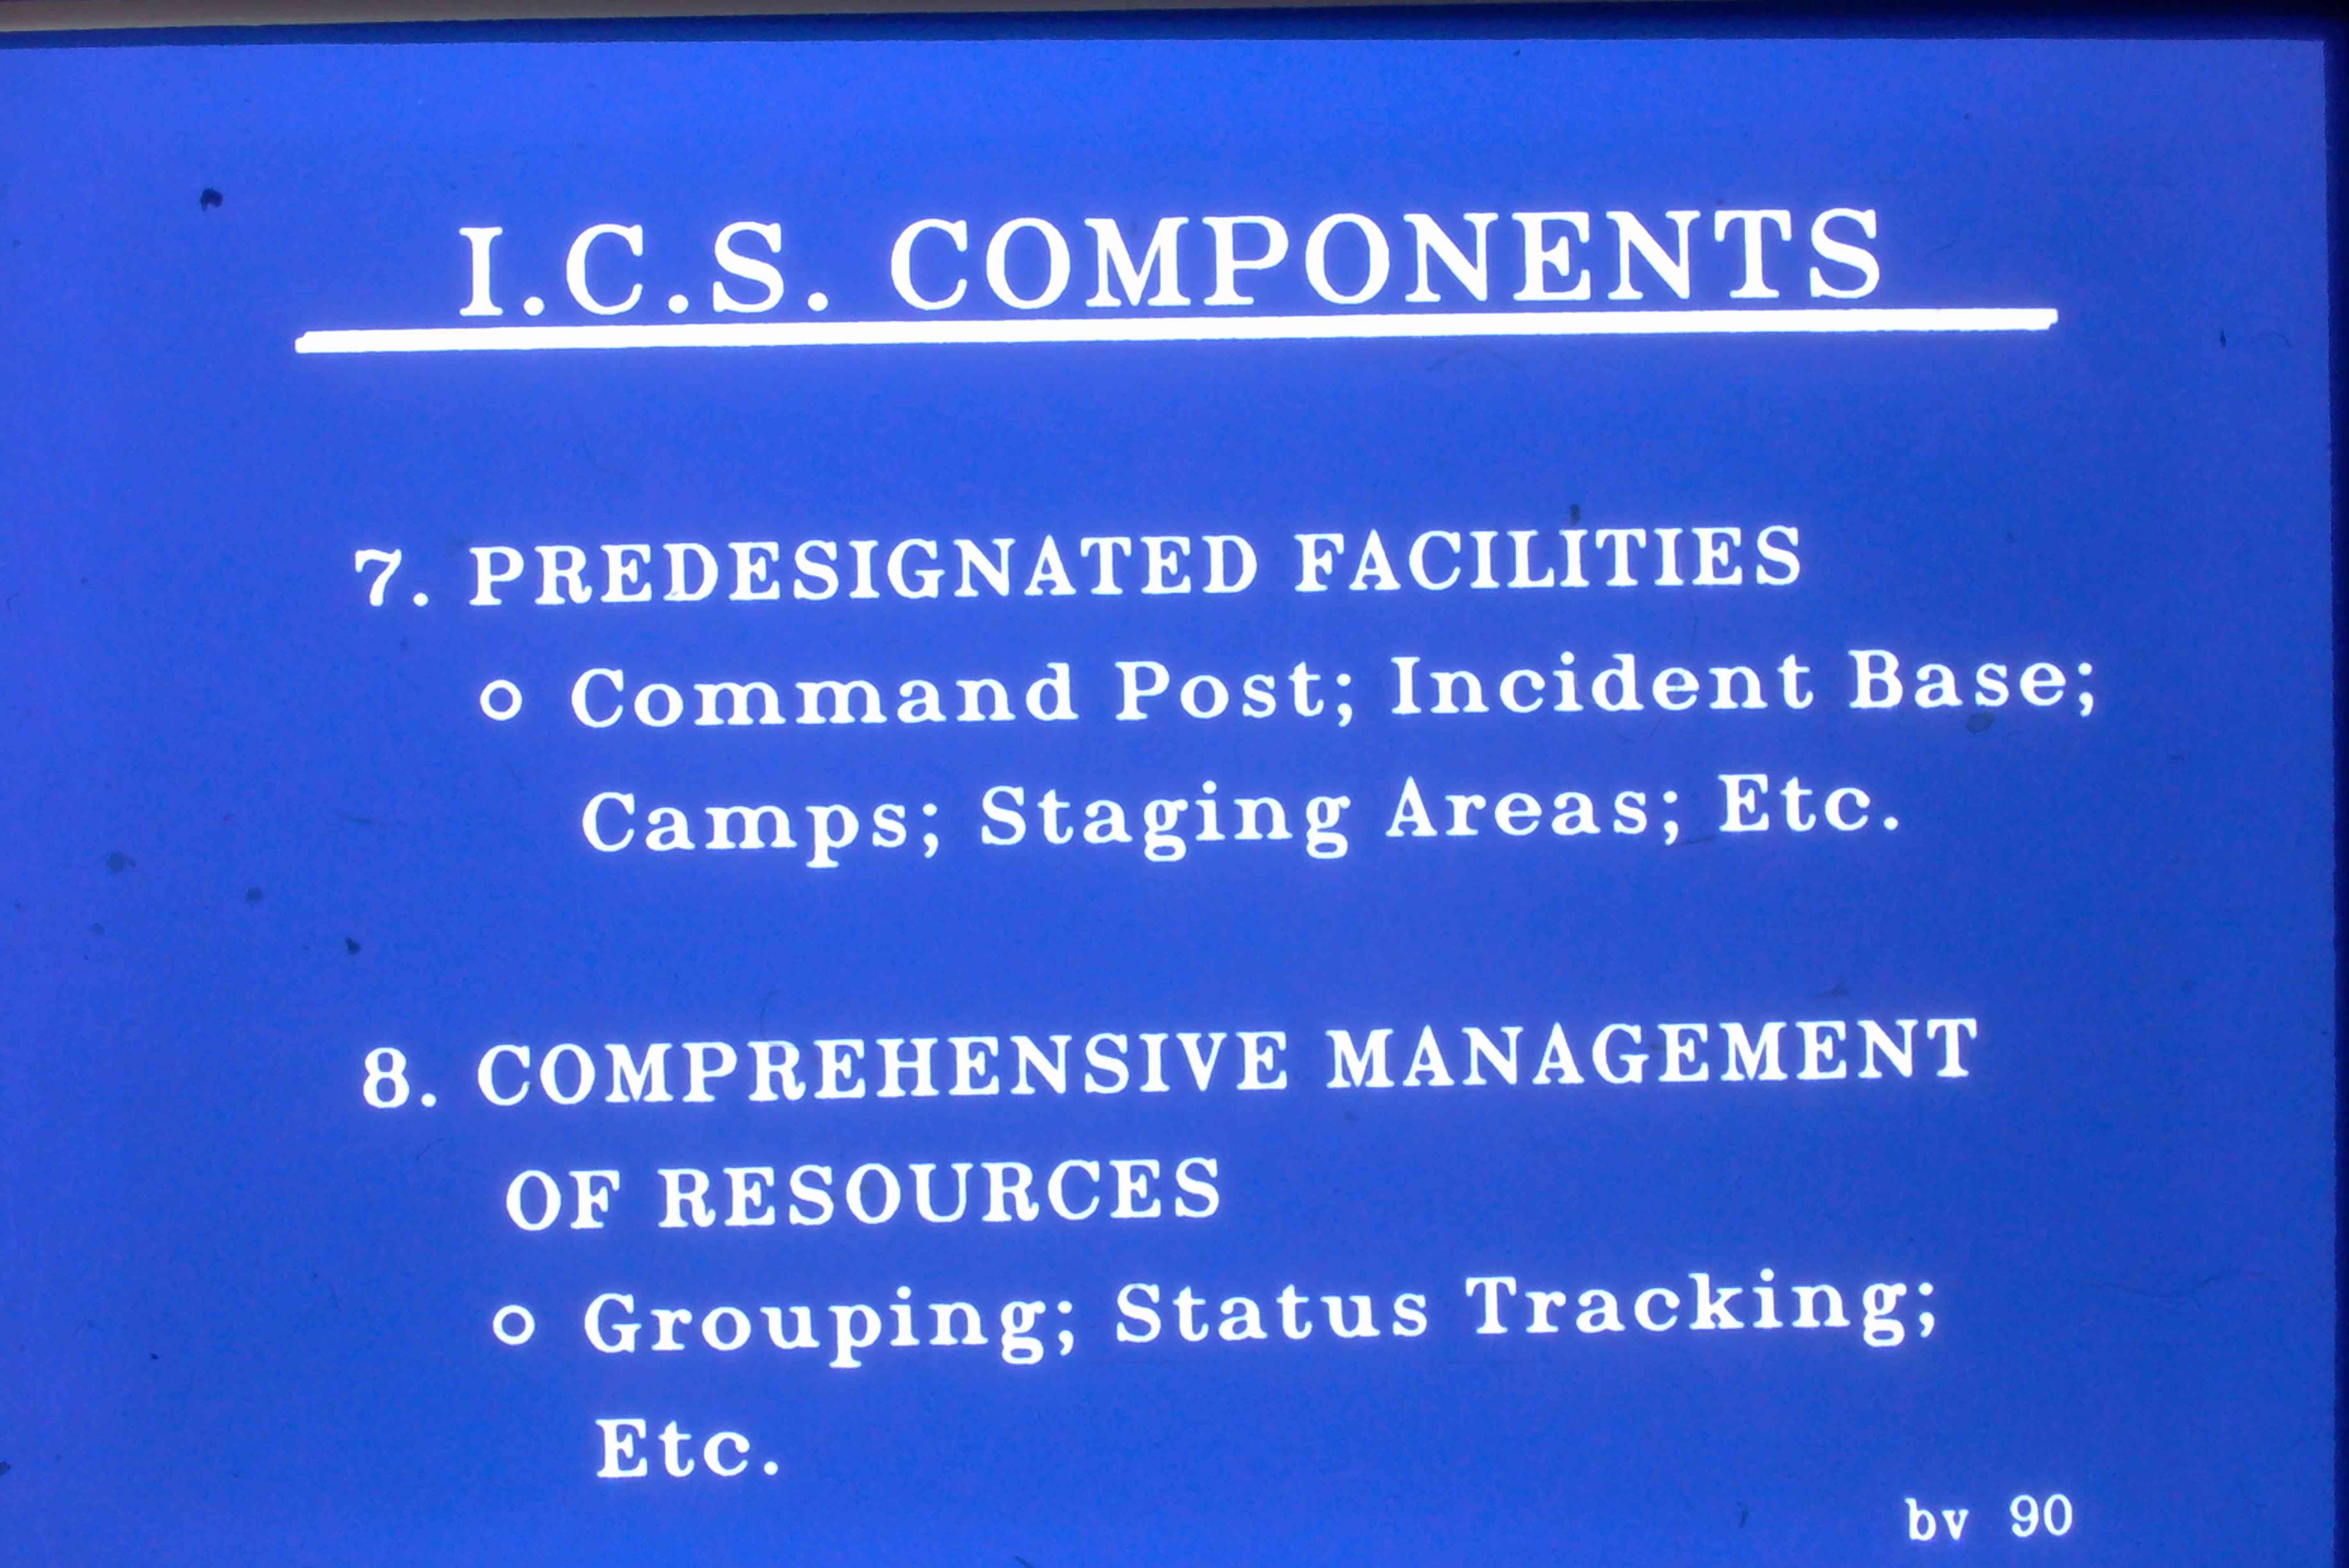 I.C.S. COMPONENTS
7. PREDESIGNATED FACILITIES
o Command Post; Incident Base;
Camps; Staging Areas; Etc.
8. COMPREHENSIVE MANAGEMENT
OF RESOURCES
o Grouping; Status Tracking;
Etc.
bv 90